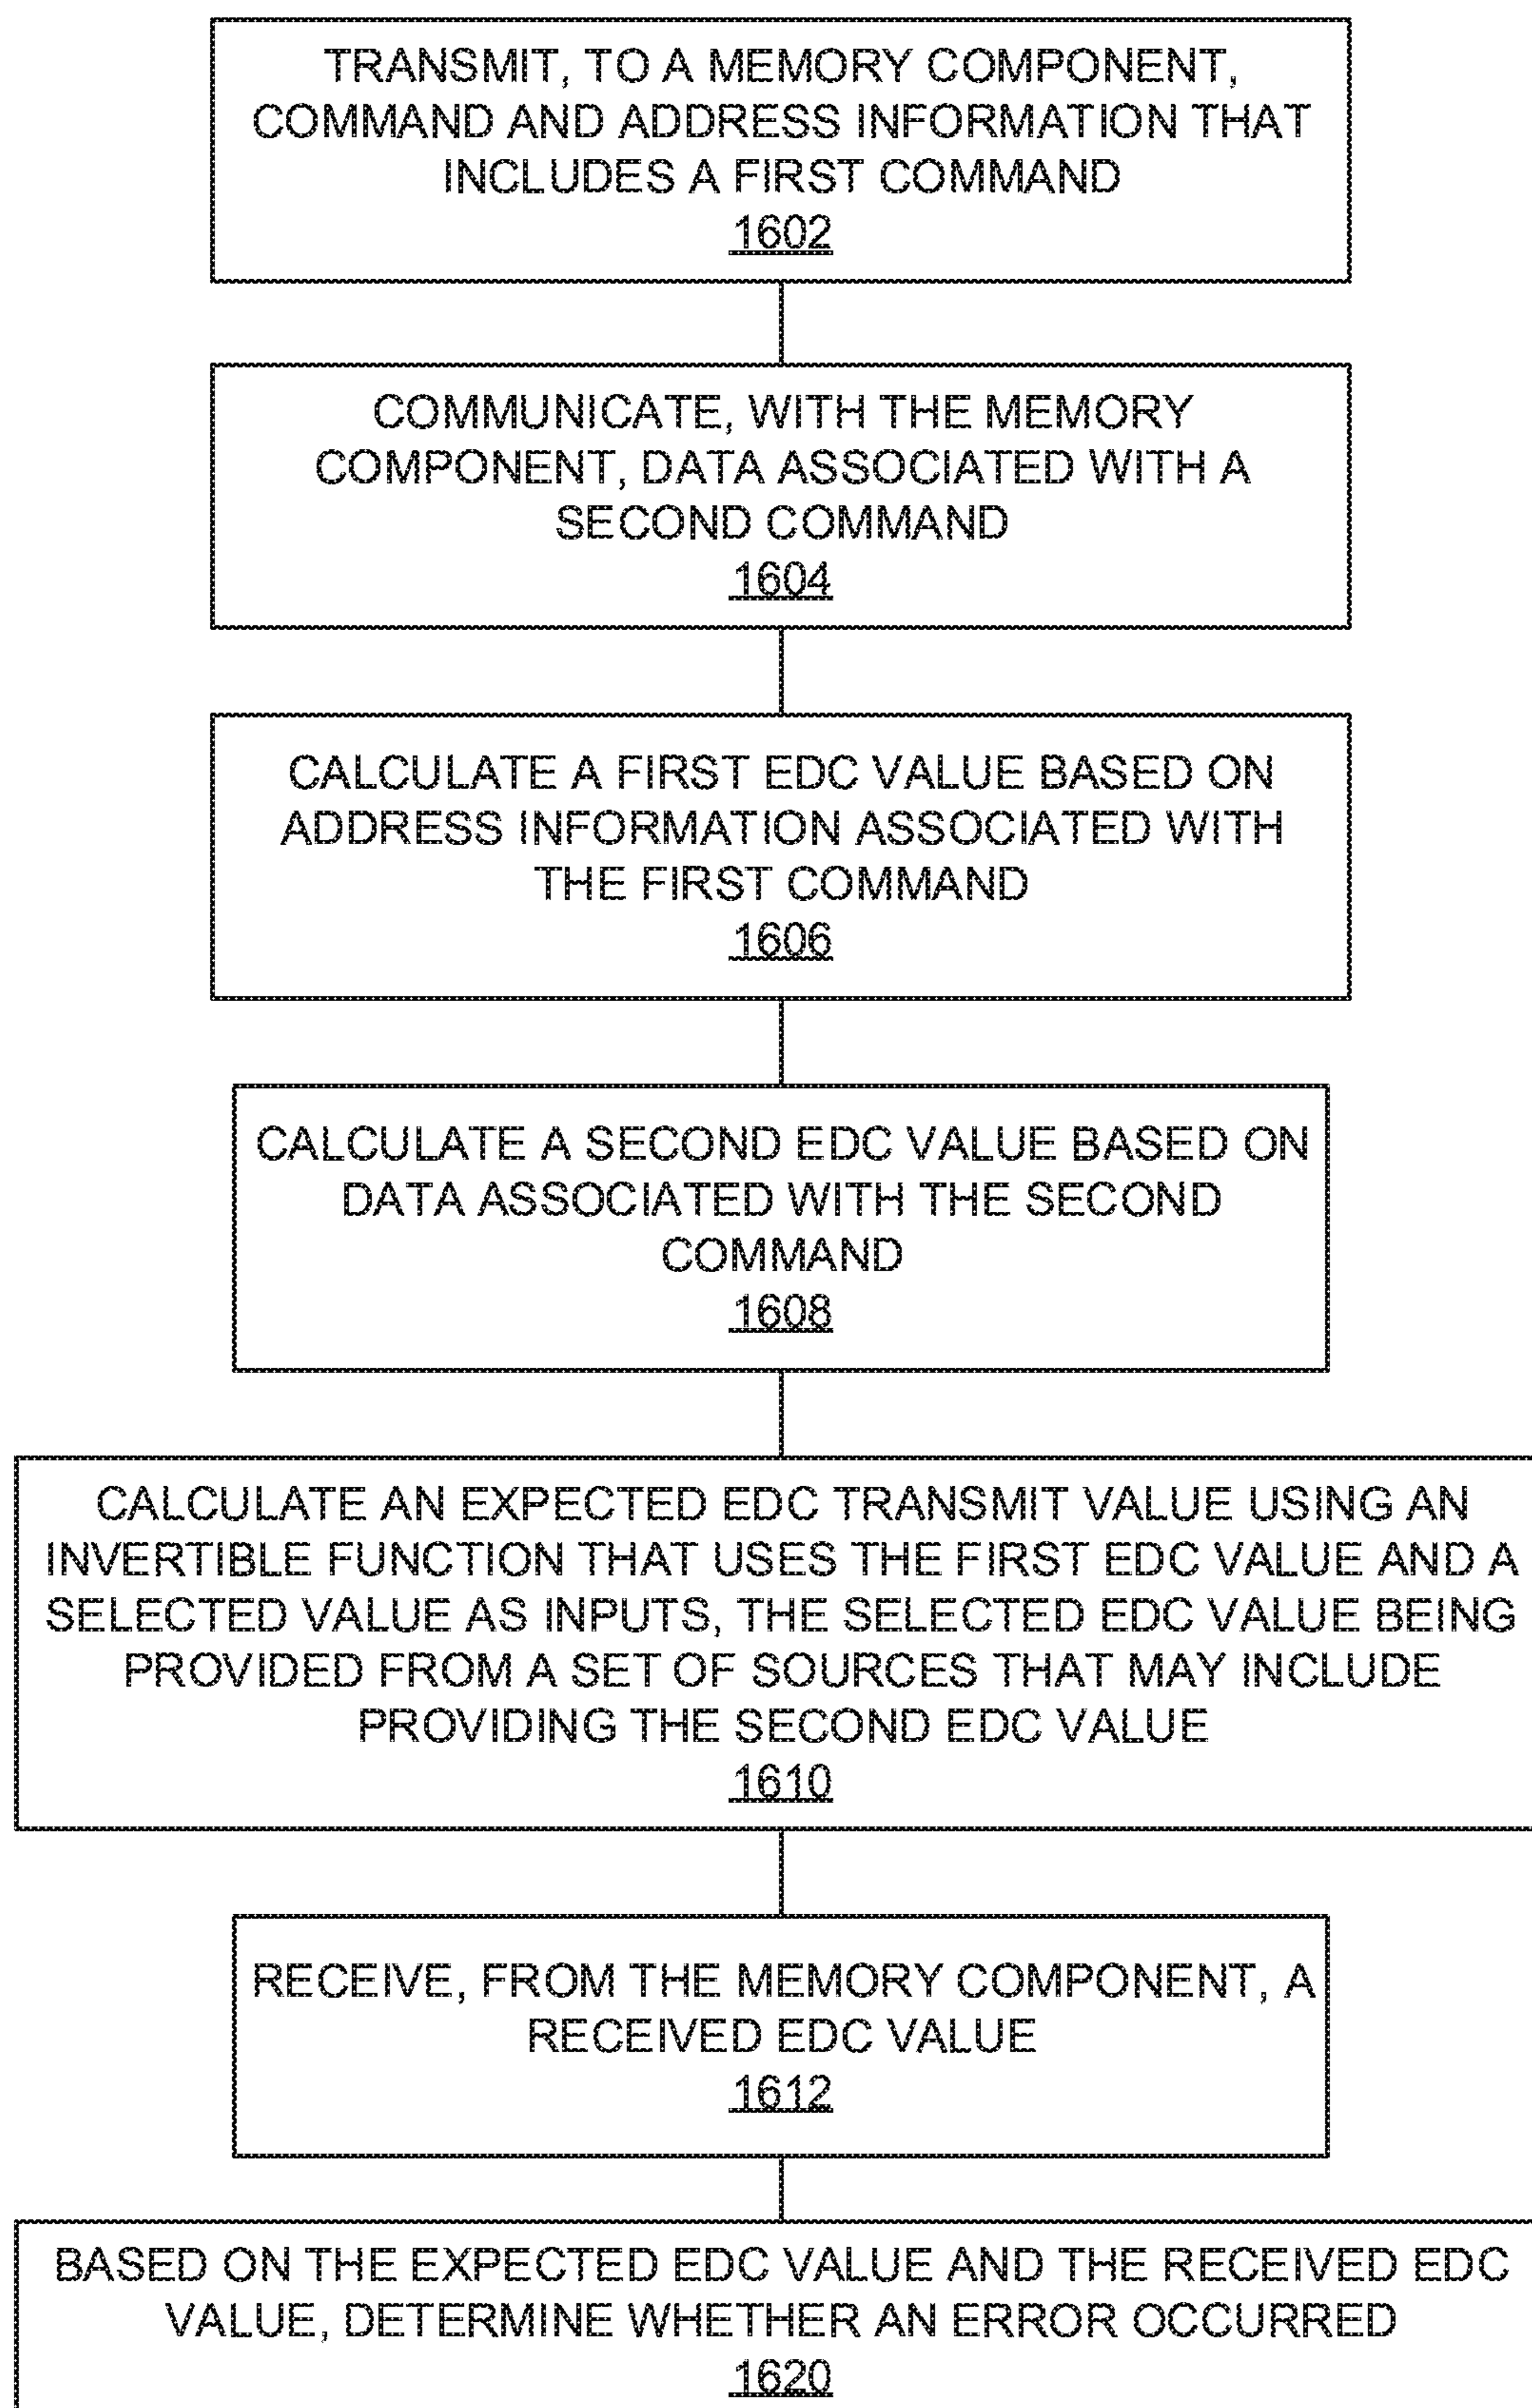 TRANSMIT, TO A MEMORY COMPONENT,
COMMAND AND ADDRESS INFORMATION THAT
INCLUDES A FIRST COMMAND
1602
COMMUNICATE, WITH THE MEMORY
COMPONENT, DATA ASSOCIATED WITH A
SECOND COMMAND
1604
CALCULATE A FIRST EDC VALUE BASED ON
ADDRESS INFORMATION ASSOCIATED WITH
THE FIRST COMMAND
1606
CALCULATE A SECOND EDC VALUE BASED ON
DATA ASSOCIATED WITH THE SECOND
COMMAND
1608
CALCULATE AN EXPECTED EDC TRANSMIT VALUE USING AN
INVERTIBLE FUNCTION THAT USES THE FIRST EDC VALUE AND A
SELECTED VALUE AS INPUTS, THE SELECTED EDC VALUE BEING
PROVIDED FROM A SET OF SOURCES THAT MAY INCLUDE
PROVIDING THE SECOND EDC VALUE
1610
RECEIVE, FROM THE MEMORY COMPONENT, A
RECEIVED EDC VALUE
1612
BASED ON THE EXPECTED EDC VALUE AND THE RECEIVED EDC
VALUE, DETERMINE WHETHER AN ERROR OCCURRED
1620